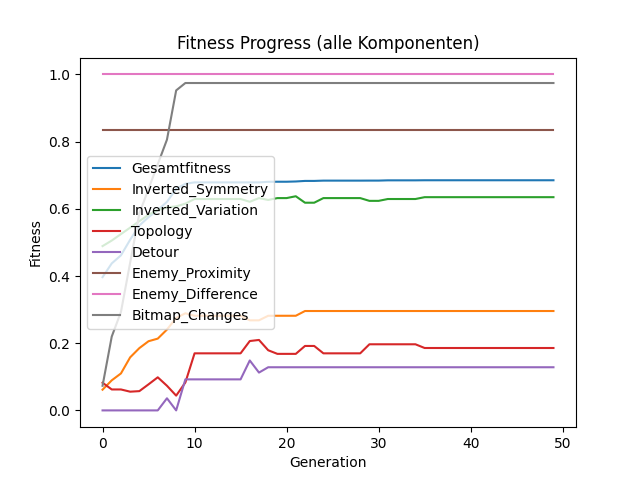 Fitness Progress (alle Komponenten)
1.0
0.8
0.6
0.4
0.2
0.0
Fitness
Gesamtfitness
Inverted_Symmetry
Inverted_Variation
Topology
Detour
Enemy_Proximity
Enemy_Difference
Bitmap_Changes
0 10 20 30 40 50
Generation